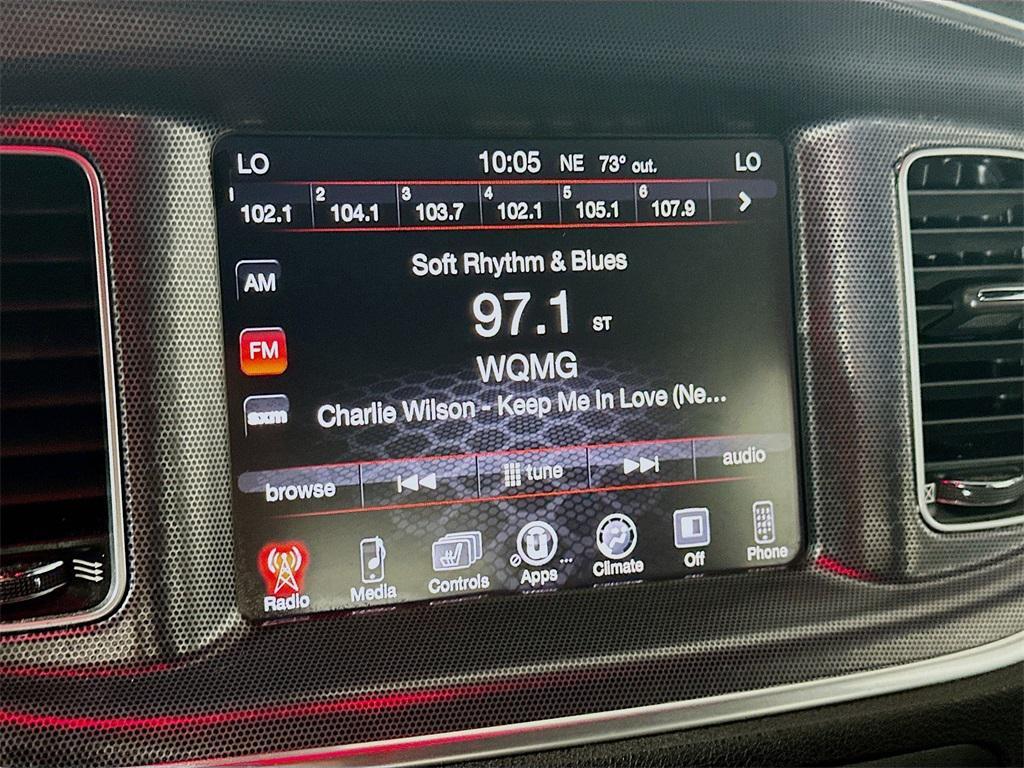 LO 10:05 NE 73° out. LO
1 102.1 2 104.1 3 103.7 4 102.1 5 105.1 6 107.9
Soft Rhythm & Blues
AM
97.1 ST
FM
WQMG
sxm
Charlie Wilson - Keep Me In Love (Ne...
browse tune audio
Radio Media Controls Apps ... Climate Off Phone